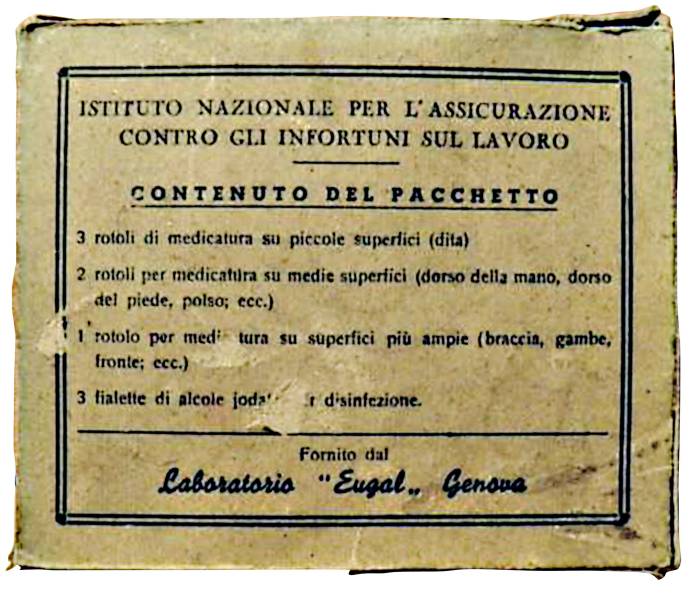 ISTITUTO NAZIONALE PER L'ASSICURAZIONE
CONTRO GLI INFORTUNI SUL LAVORO
CONTENUTO DEL PACCHETTO
3 rotoli di medicatura su piccole superfici (dita)
2 rotoli per medicatura su medie superfici (dorso della mano, dorso
del piede, polso; ecc.)
1 rotolo per tura su superfici più ampie (braccia, gambe,
fronte; ecc.)
3 fialette di alcole disinfezione.
Fornito dal
Laboratorio "Eugal„ Genova